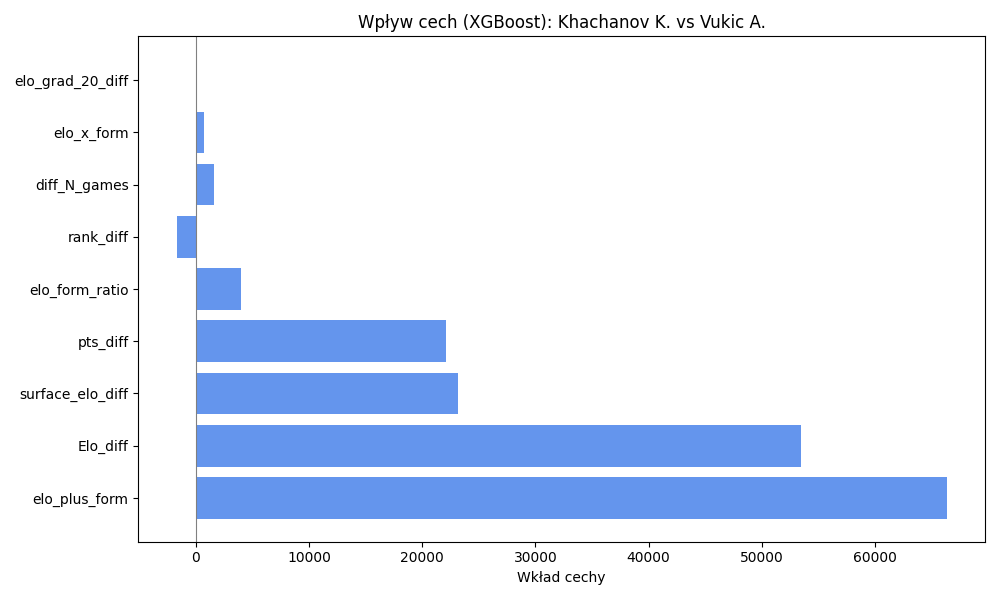 Wpływ cech (XGBoost): Khachanov K. vs Vukic A.
elo_grad_20_diff
elo_x_form
diff_N_games
rank_diff
elo_form_ratio
pts_diff
surface_elo_diff
Elo_diff
elo_plus_form
0 10000 20000 30000 40000 50000 60000
Wkład cechy